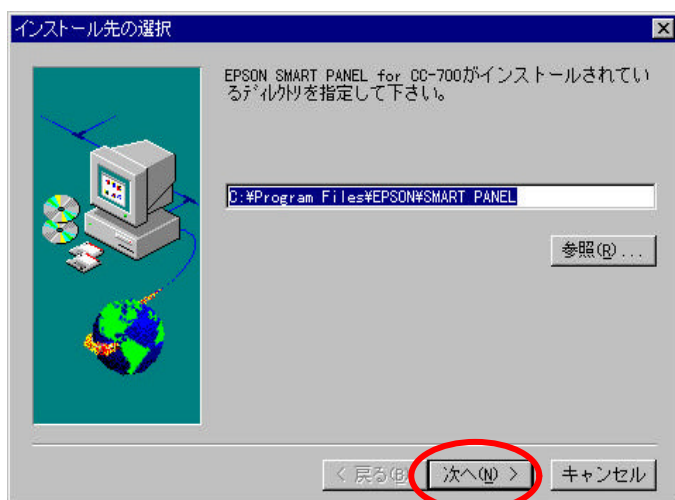 インストール先の選択
EPSON SMART PANEL for CC-700がインストールされてい
るﾃﾞｨﾚｸﾄﾘを指定して下さい。
C:¥Program Files¥EPSON¥SMART PANEL
参照(R)...
< 戻る(B) 次へ(N) > キャンセル